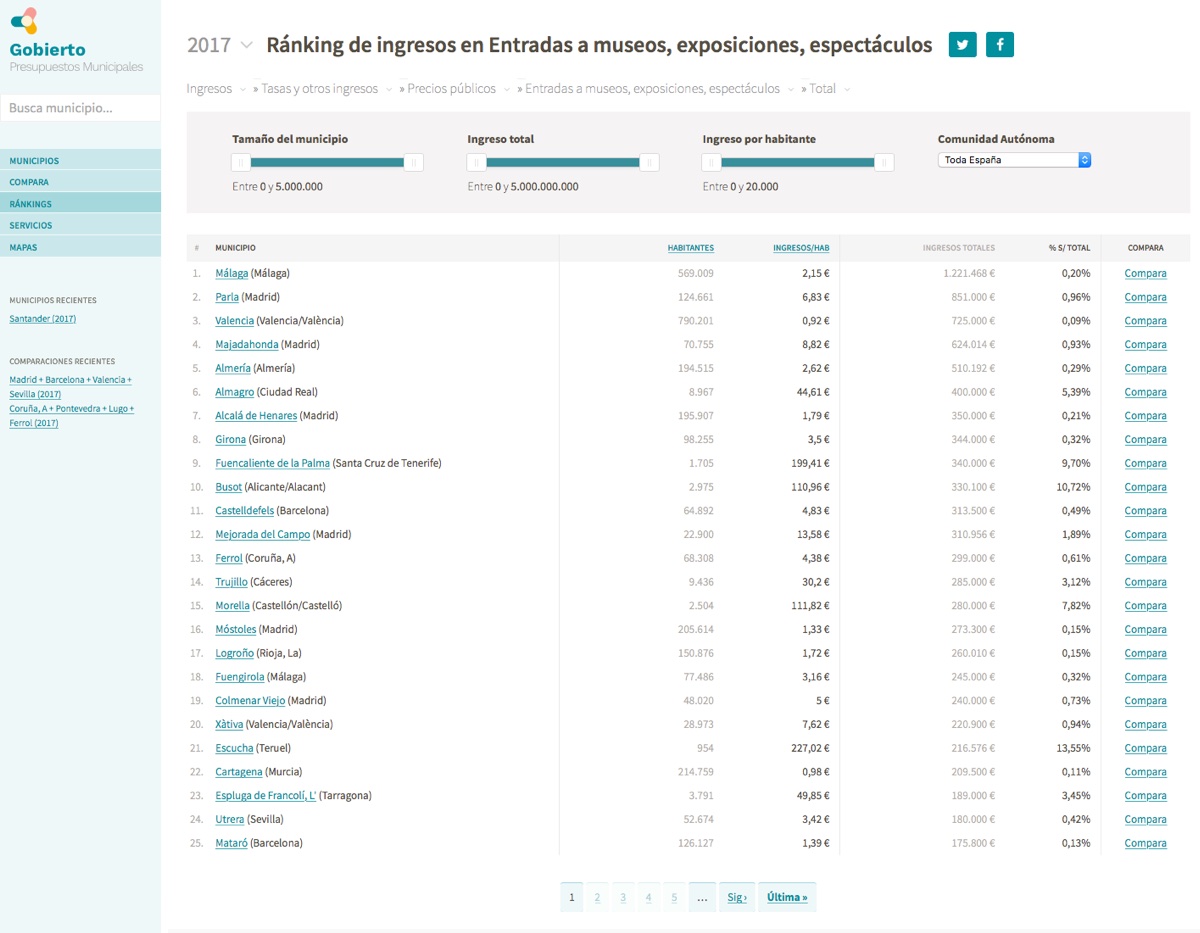 Gobierto
Presupuestos Municipales
Busca municipio...
MUNICIPIOS
COMPARA
RÁNKINGS
SERVICIOS
MAPAS
MUNICIPIOS RECIENTES
Santander (2017)
COMPARACIONES RECIENTES
Madrid + Barcelona + Valencia +
Sevilla (2017)
Coruña, A + Pontevedra + Lugo +
Ferrol (2017)
2017 Ránking de ingresos en Entradas a museos, exposiciones, espectáculos
Ingresos » Tasas y otros ingresos » Precios públicos » Entradas a museos, exposiciones, espectáculos » Total
Tamaño del municipio Ingreso total Ingreso por habitante Comunidad Autónoma
Toda España
Entre 0 y 5.000.000 Entre 0 y 5.000.000.000 Entre 0 y 20.000
# MUNICIPIO HABITANTES INGRESOS/HAB INGRESOS TOTALES % S/ TOTAL COMPARA
1. Málaga (Málaga) 569.009 2,15 € 1.221.468 € 0,20% Compara
2. Parla (Madrid) 124.661 6,83 € 851.000 € 0,96% Compara
3. Valencia (Valencia/València) 790.201 0,92 € 725.000 € 0,09% Compara
4. Majadahonda (Madrid) 70.755 8,82 € 624.014 € 0,93% Compara
5. Almería (Almería) 194.515 2,62 € 510.192 € 0,29% Compara
6. Almagro (Ciudad Real) 8.967 44,61 € 400.000 € 5,39% Compara
7. Alcalá de Henares (Madrid) 195.907 1,79 € 350.000 € 0,21% Compara
8. Girona (Girona) 98.255 3,5 € 344.000 € 0,32% Compara
9. Fuencaliente de la Palma (Santa Cruz de Tenerife) 1.705 199,41 € 340.000 € 9,70% Compara
10. Busot (Alicante/Alacant) 2.975 110,96 € 330.100 € 10,72% Compara
11. Castelldefels (Barcelona) 64.892 4,83 € 313.500 € 0,49% Compara
12. Mejorada del Campo (Madrid) 22.900 13,58 € 310.956 € 1,89% Compara
13. Ferrol (Coruña, A) 68.308 4,38 € 299.000 € 0,61% Compara
14. Trujillo (Cáceres) 9.436 30,2 € 285.000 € 3,12% Compara
15. Morella (Castellón/Castelló) 2.504 111,82 € 280.000 € 7,82% Compara
16. Móstoles (Madrid) 205.614 1,33 € 273.300 € 0,15% Compara
17. Logroño (Rioja, La) 150.876 1,72 € 260.010 € 0,15% Compara
18. Fuengirola (Málaga) 77.486 3,16 € 245.000 € 0,32% Compara
19. Colmenar Viejo (Madrid) 48.020 5 € 240.000 € 0,73% Compara
20. Xàtiva (Valencia/València) 28.973 7,62 € 220.900 € 0,94% Compara
21. Escucha (Teruel) 954 227,02 € 216.576 € 13,55% Compara
22. Cartagena (Murcia) 214.759 0,98 € 209.500 € 0,11% Compara
23. Espluga de Francolí, L' (Tarragona) 3.791 49,85 € 189.000 € 3,45% Compara
24. Utrera (Sevilla) 52.674 3,42 € 180.000 € 0,42% Compara
25. Mataró (Barcelona) 126.127 1,39 € 175.800 € 0,13% Compara
1 2 3 4 5 ... Sig › Última »